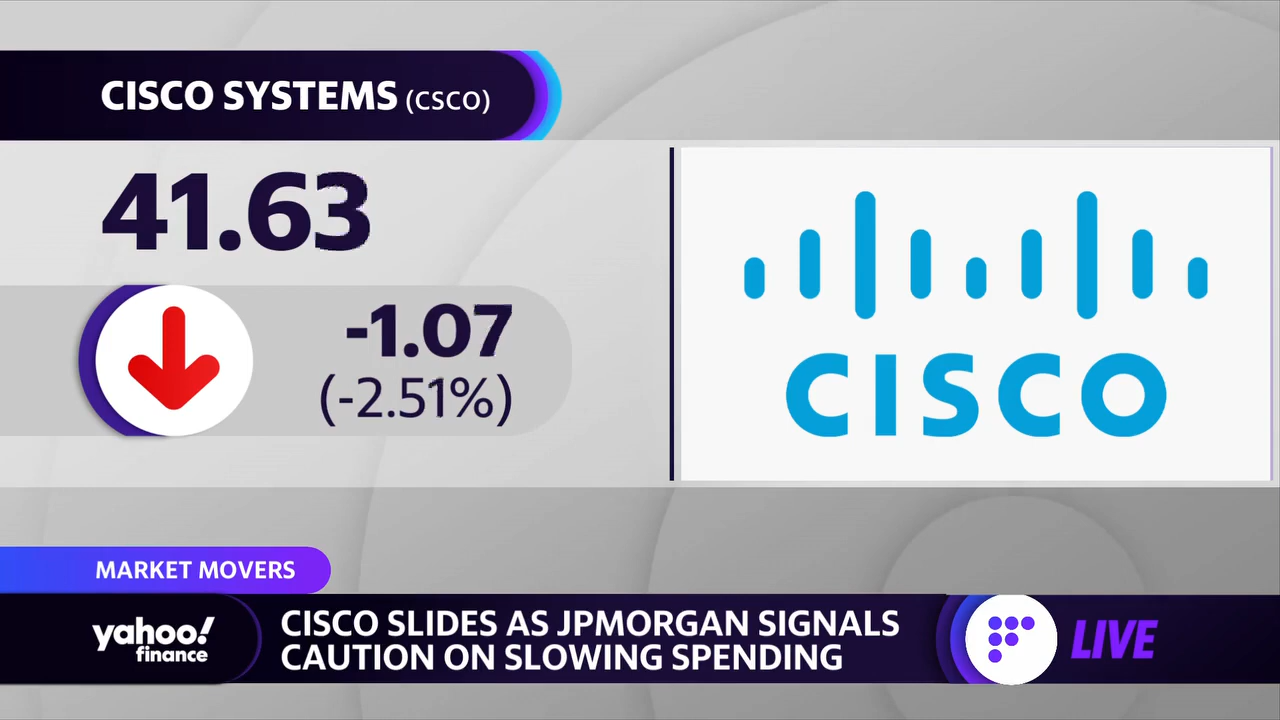 CISCO SYSTEMS (CSCO)
41.63
-1.07
(-2.51%)
CISCO
MARKET MOVERS
yahoo!
finance
CISCO SLIDES AS JPMORGAN SIGNALS
CAUTION ON SLOWING SPENDING
LIVE